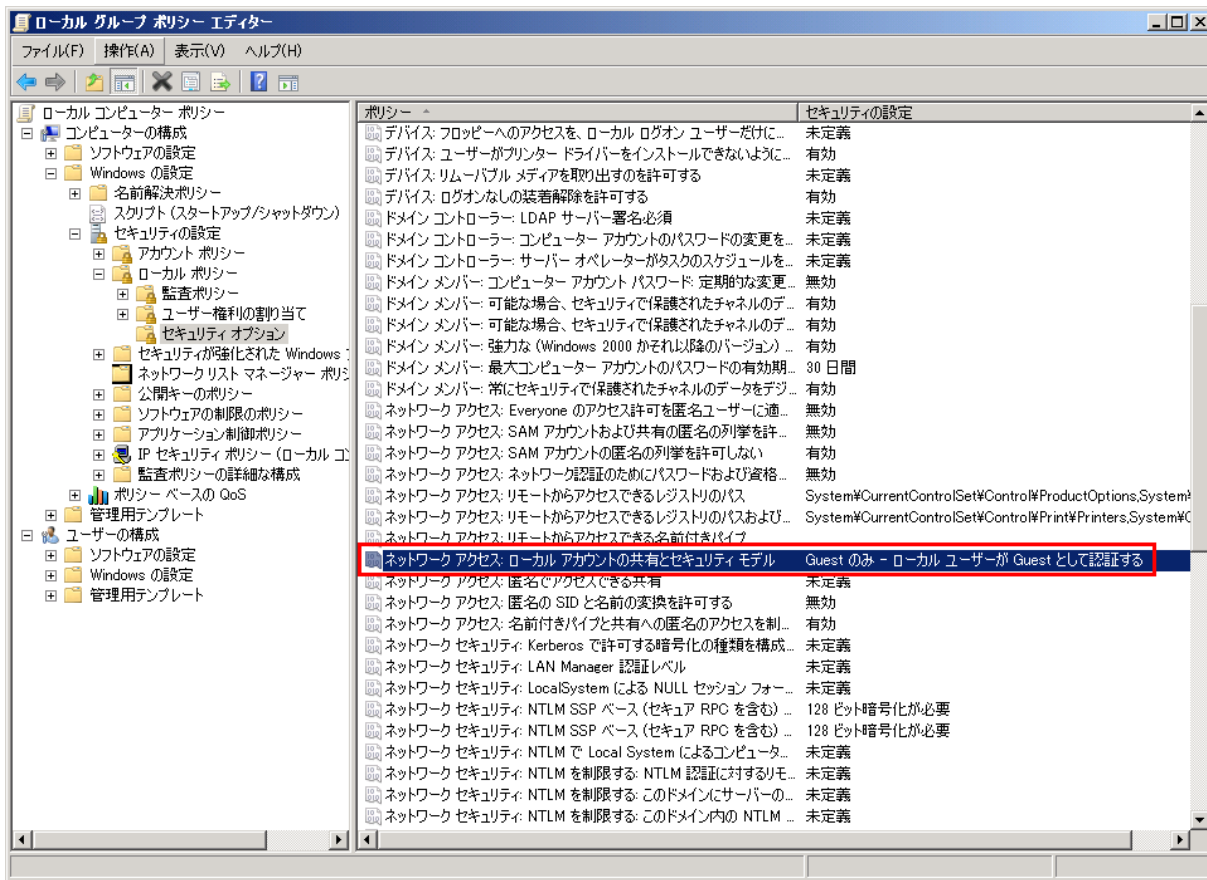 ローカル グループ ポリシー エディター
ファイル(F) 操作(A) 表示(V) ヘルプ(H)
ローカル コンピューター ポリシー
コンピューターの構成
ソフトウェアの設定
Windows の設定
名前解決ポリシー
スクリプト (スタートアップ/シャットダウン)
セキュリティの設定
アカウント ポリシー
ローカル ポリシー
監査ポリシー
ユーザー権利の割り当て
セキュリティ オプション
セキュリティが強化された Windows
ネットワーク リスト マネージャー ポリシ
公開キーのポリシー
ソフトウェアの制限のポリシー
アプリケーション制御ポリシー
IP セキュリティ ポリシー (ローカル コ
監査ポリシーの詳細な構成
ポリシー ベースの QoS
管理用テンプレート
ユーザーの構成
ソフトウェアの設定
Windows の設定
管理用テンプレート
ポリシー セキュリティの設定
デバイス: フロッピーへのアクセスを、ローカル ログオン ユーザーだけに... 未定義
デバイス: ユーザーがプリンター ドライバーをインストールできないように... 有効
デバイス: リムーバブル メディアを取り出すのを許可する 未定義
デバイス: ログオンなしの装着解除を許可する 有効
ドメイン コントローラー: LDAP サーバー署名必須 未定義
ドメイン コントローラー: コンピューター アカウントのパスワードの変更を... 未定義
ドメイン コントローラー: サーバー オペレーターがタスクのスケジュールを... 未定義
ドメイン メンバー: コンピューター アカウント パスワード: 定期的な変更... 無効
ドメイン メンバー: 可能な場合、セキュリティで保護されたチャネルのデ... 有効
ドメイン メンバー: 可能な場合、セキュリティで保護されたチャネルのデ... 有効
ドメイン メンバー: 強力な (Windows 2000 かそれ以降のバージョン) ... 有効
ドメイン メンバー: 最大コンピューター アカウントのパスワードの有効期... 30 日間
ドメイン メンバー: 常にセキュリティで保護されたチャネルのデータをデジ... 有効
ネットワーク アクセス: Everyone のアクセス許可を匿名ユーザーに適... 無効
ネットワーク アクセス: SAM アカウントおよび共有の匿名の列挙を許... 無効
ネットワーク アクセス: SAM アカウントの匿名の列挙を許可しない 有効
ネットワーク アクセス: ネットワーク認証のためにパスワードおよび資格... 無効
ネットワーク アクセス: リモートからアクセスできるレジストリのパス System¥CurrentControlSet¥Control¥ProductOptions,System¥
ネットワーク アクセス: リモートからアクセスできるレジストリのパスおよび... System¥CurrentControlSet¥Control¥Print¥Printers,System¥C
ネットワーク アクセス: リモートからアクセスできる名前付きパイプ
ネットワーク アクセス: ローカル アカウントの共有とセキュリティ モデル Guest のみ - ローカル ユーザーが Guest として認証する
ネットワーク アクセス: 匿名でアクセスできる共有 未定義
ネットワーク アクセス: 匿名の SID と名前の変換を許可する 無効
ネットワーク アクセス: 名前付きパイプと共有への匿名のアクセスを制... 有効
ネットワーク セキュリティ: Kerberos で許可する暗号化の種類を構成... 未定義
ネットワーク セキュリティ: LAN Manager 認証レベル 未定義
ネットワーク セキュリティ: LocalSystem による NULL セッション フォー... 未定義
ネットワーク セキュリティ: NTLM SSP ベース (セキュア RPC を含む) ... 128 ビット暗号化が必要
ネットワーク セキュリティ: NTLM SSP ベース (セキュア RPC を含む) ... 128 ビット暗号化が必要
ネットワーク セキュリティ: NTLM で Local System によるコンピュータ... 未定義
ネットワーク セキュリティ: NTLM を制限する: NTLM 認証に対するリモ... 未定義
ネットワーク セキュリティ: NTLM を制限する: このドメインにサーバーの... 未定義
ネットワーク セキュリティ: NTLM を制限する: このドメイン内の NTLM ... 未定義